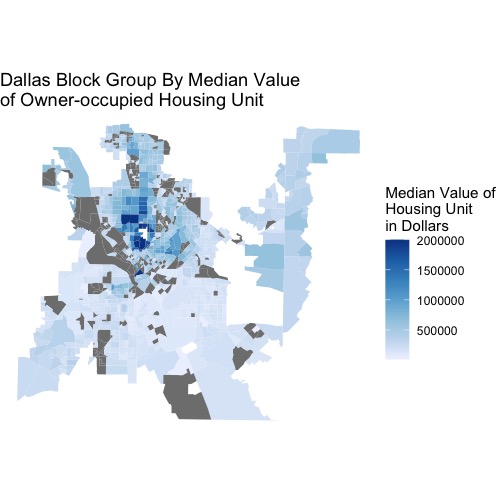 Dallas Block Group By Median Value
of Owner-occupied Housing Unit
Median Value of
Housing Unit
in Dollars
2000000
1500000
1000000
500000